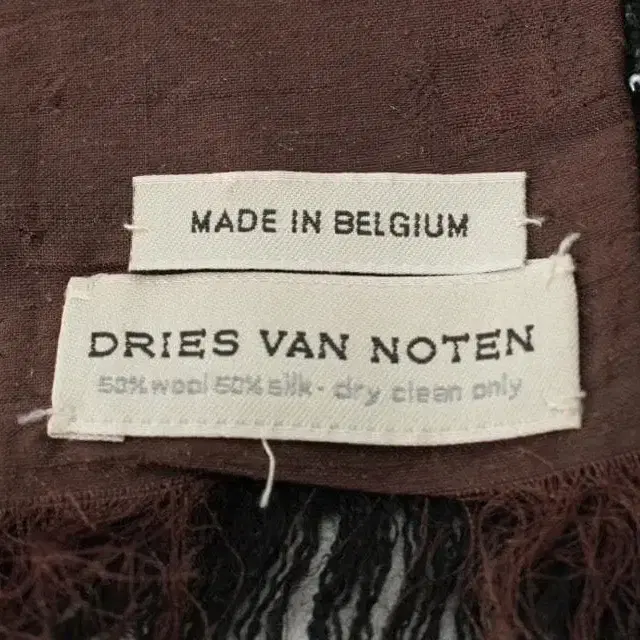 MADE IN BELGIUM
DRIES VAN NOTEN
50% wool 50% silk - dry clean only